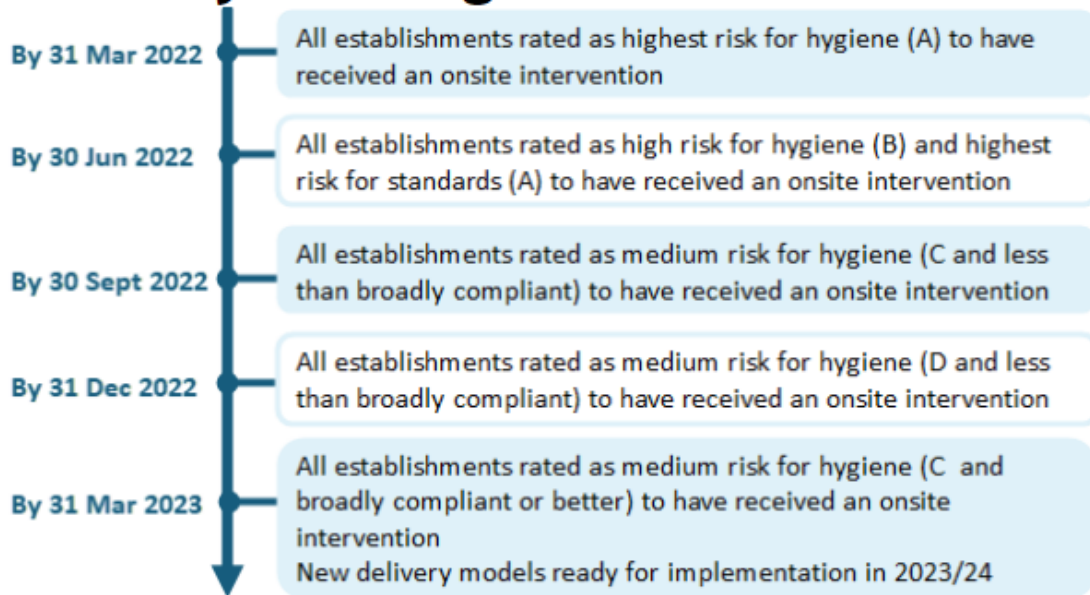 By 31 Mar 2022
All establishments rated as highest risk for hygiene (A) to have
received an onsite intervention
By 30 Jun 2022
All establishments rated as high risk for hygiene (B) and highest
risk for standards (A) to have received an onsite intervention
By 30 Sept 2022
All establishments rated as medium risk for hygiene (C and less
than broadly compliant) to have received an onsite intervention
By 31 Dec 2022
All establishments rated as medium risk for hygiene (D and less
than broadly compliant) to have received an onsite intervention
By 31 Mar 2023
All establishments rated as medium risk for hygiene (C and
broadly compliant or better) to have received an onsite
intervention
New delivery models ready for implementation in 2023/24